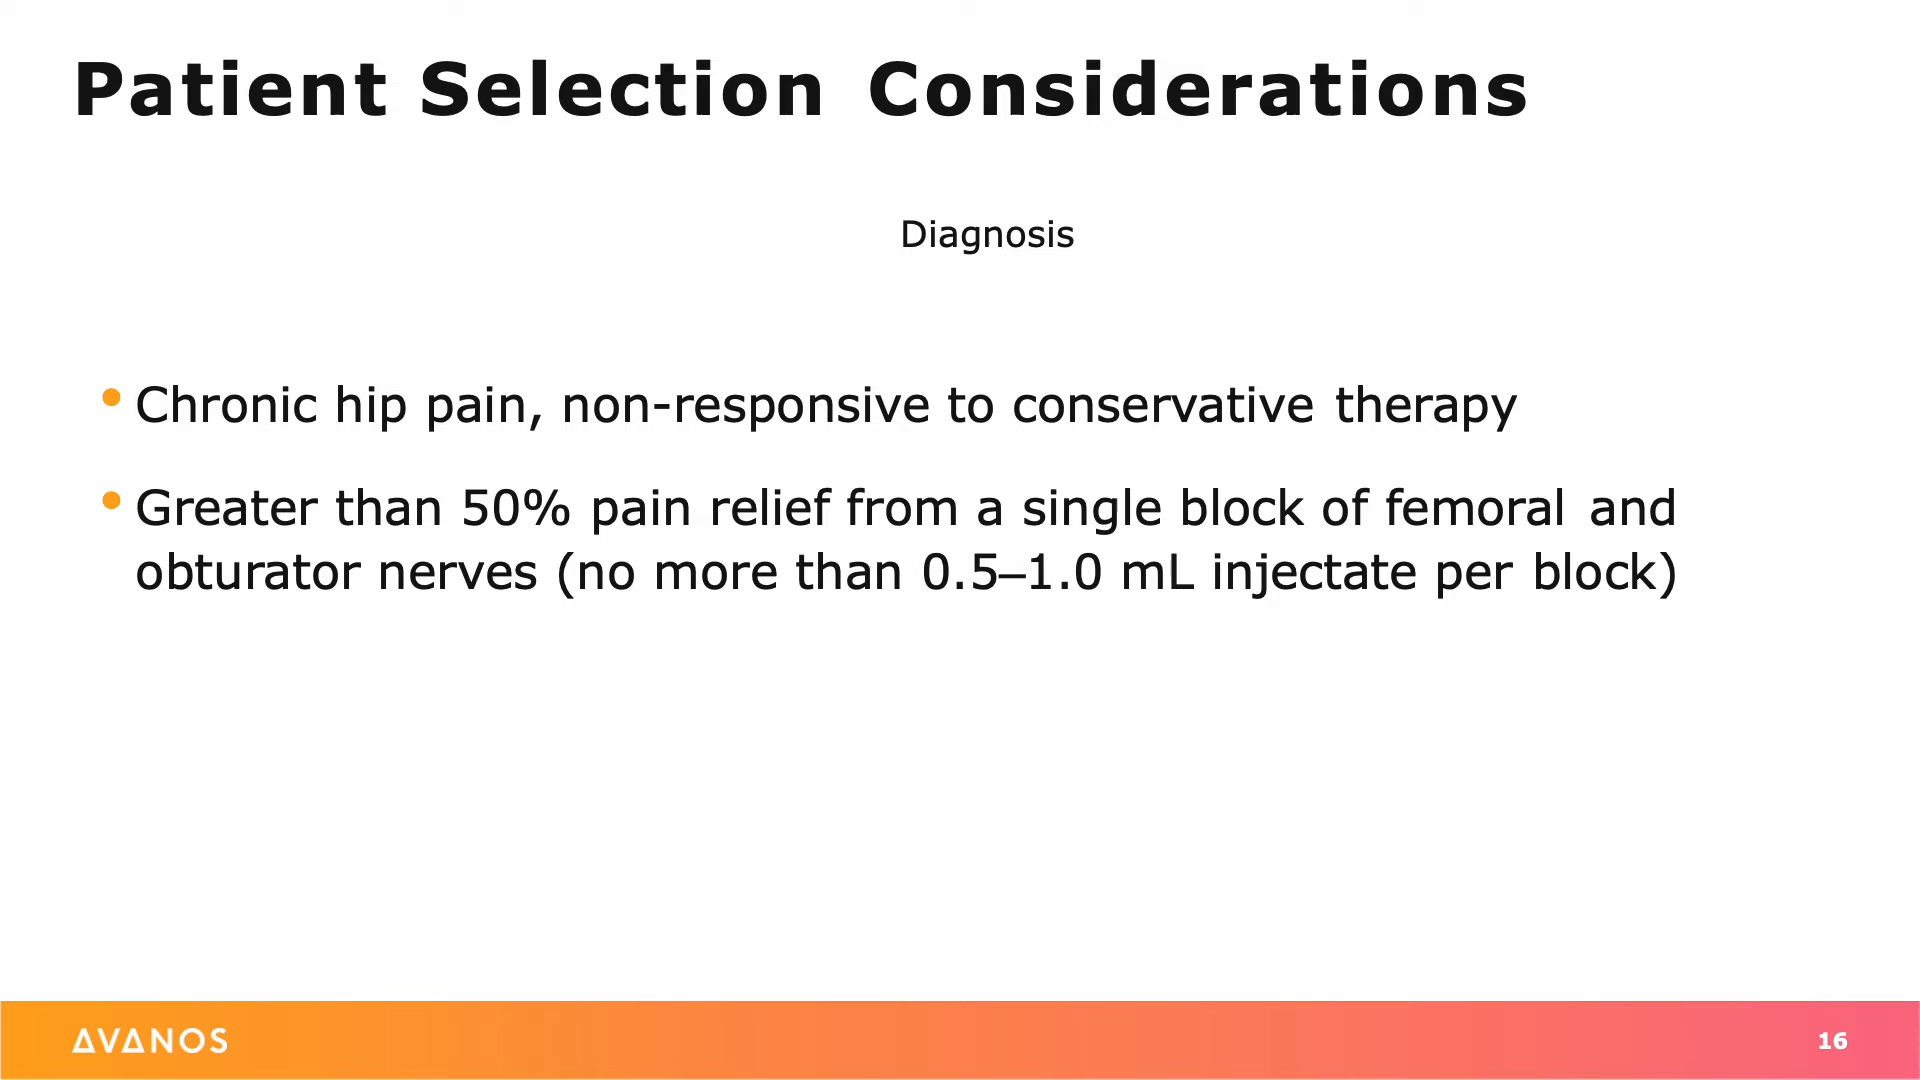 Patient Selection Considerations
Diagnosis
• Chronic hip pain, non-responsive to conservative therapy
• Greater than 50% pain relief from a single block of femoral and
obturator nerves (no more than 0.5–1.0 mL injectate per block)
AVANOS
16